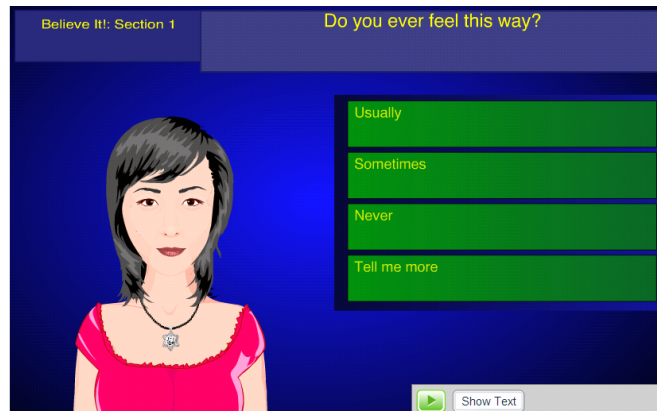 Believe It!: Section 1
Do you ever feel this way?
Usually
Sometimes
Never
Tell me more
Show Text